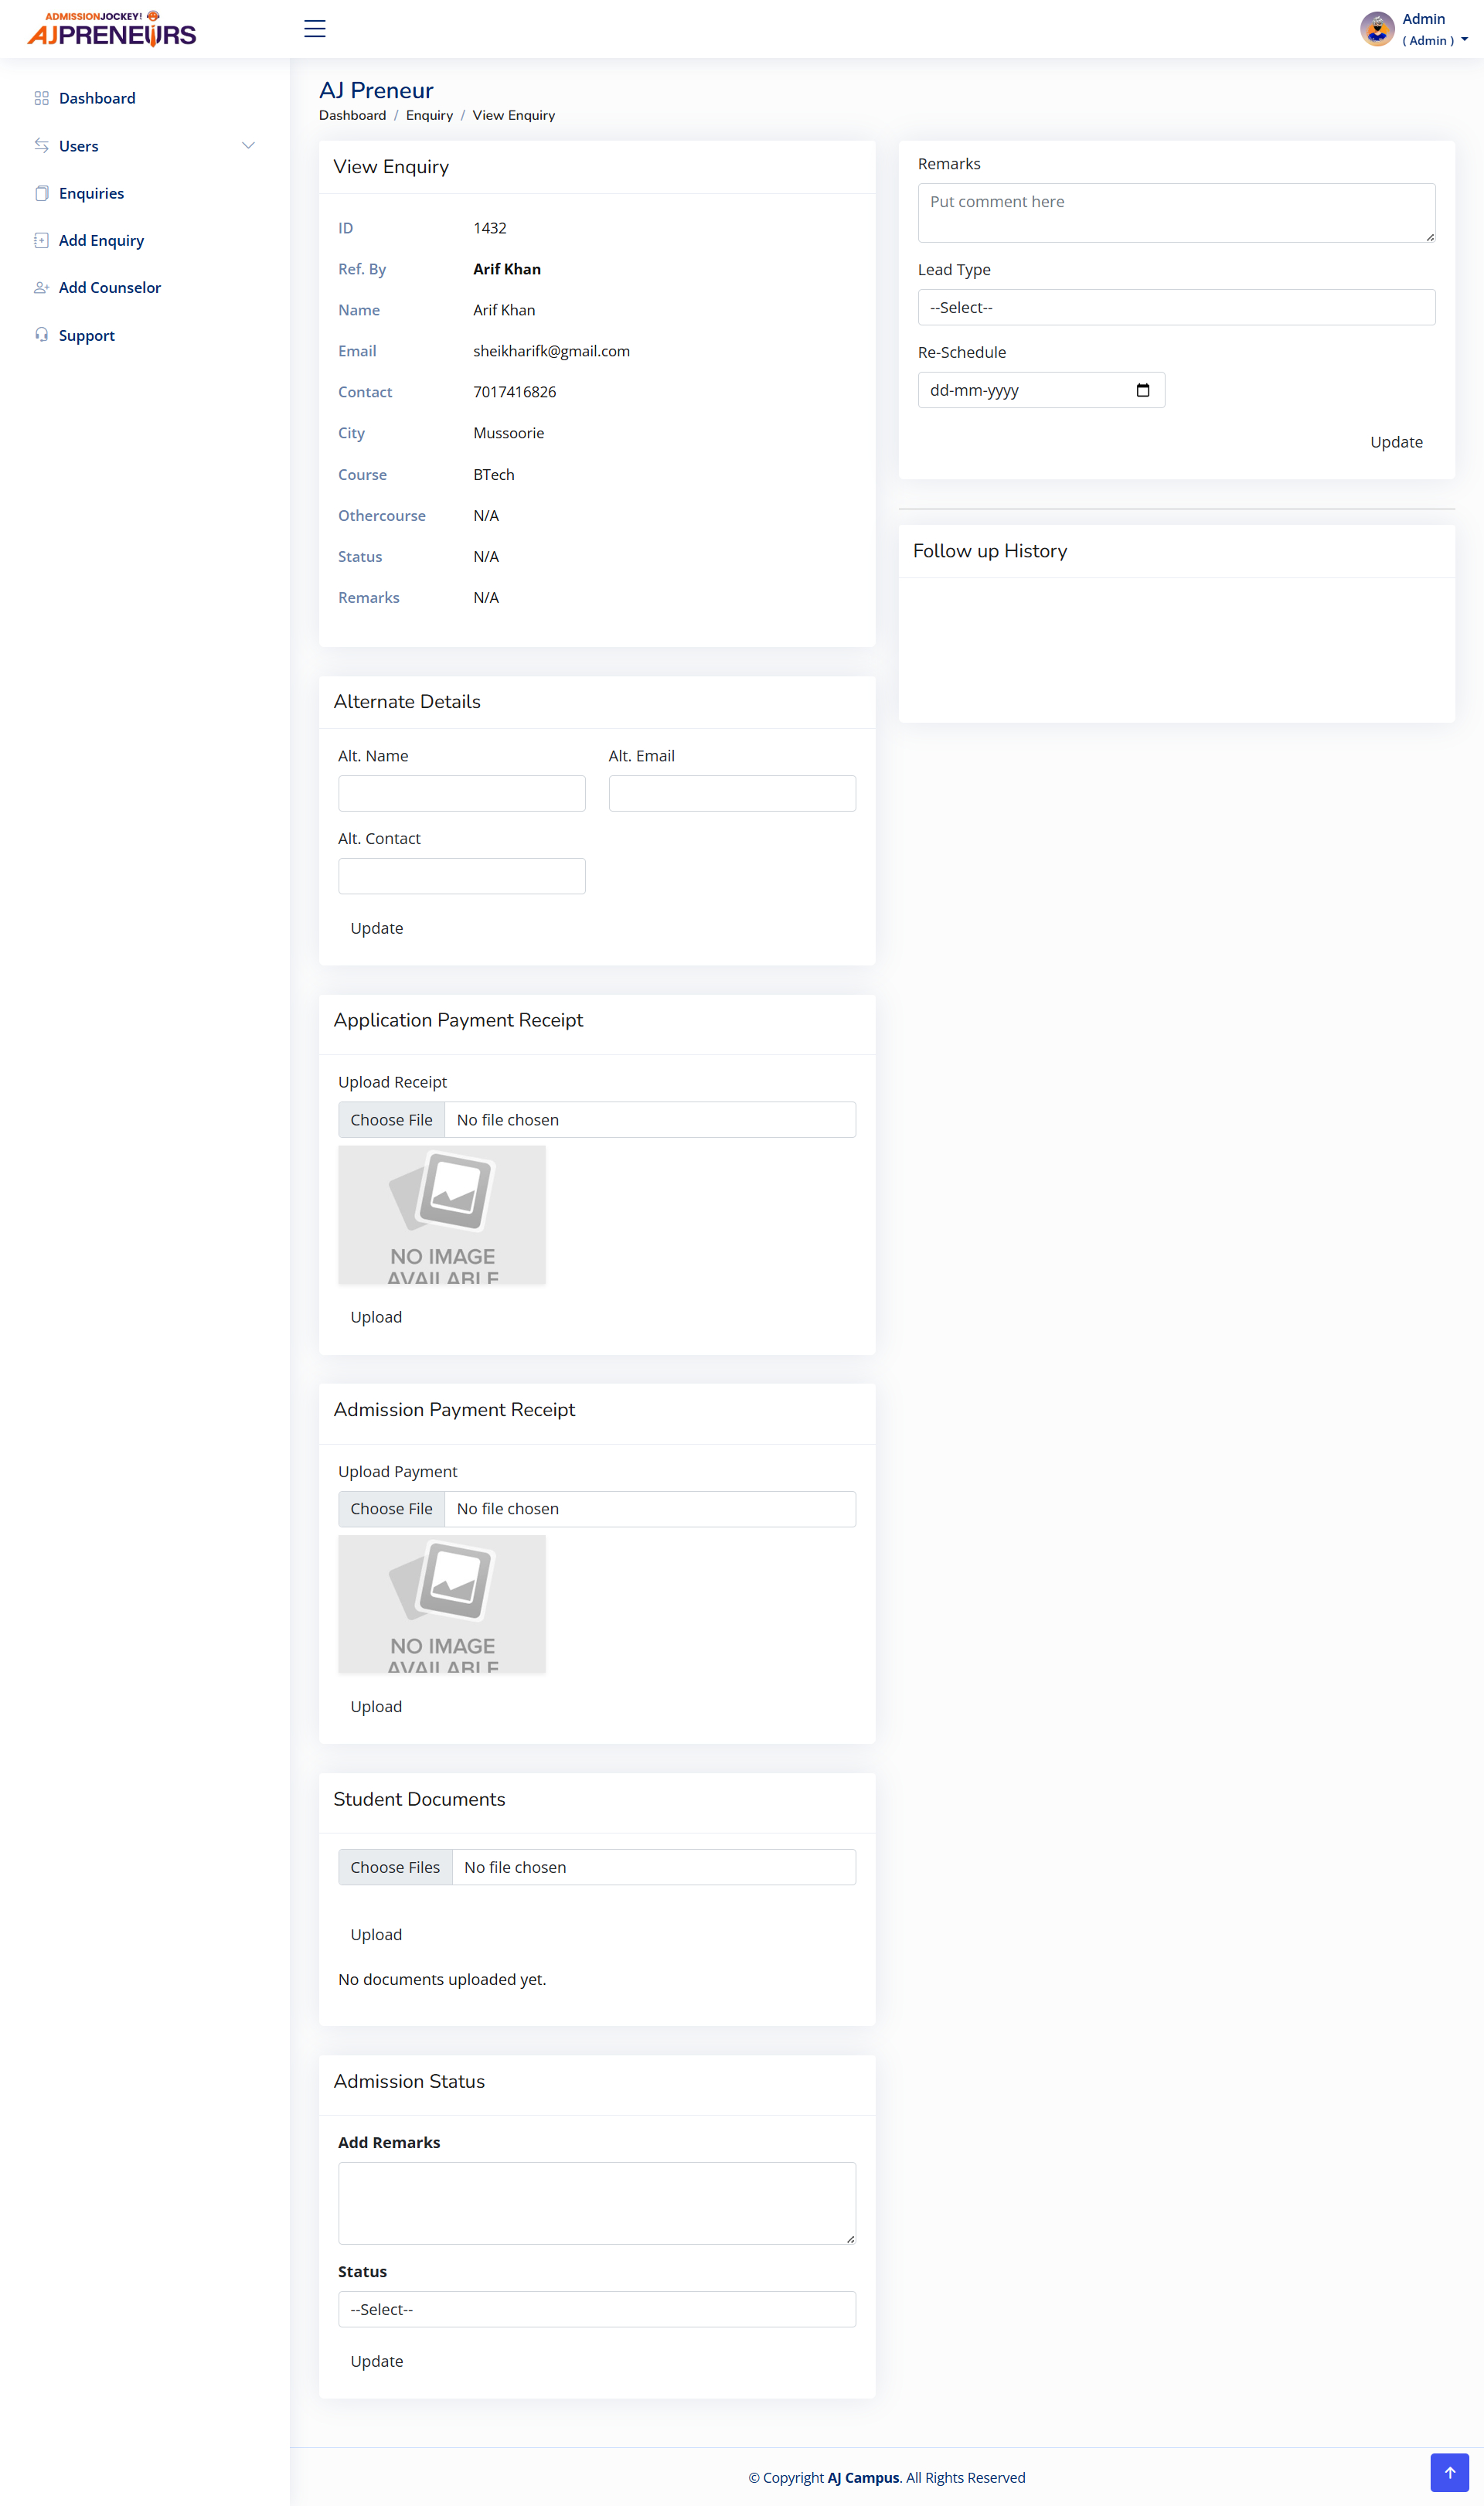 ADMISSIONJOCKEY!
AJPRENEURS
Admin
( Admin )
Dashboard
Users
Enquiries
Add Enquiry
Add Counselor
Support
AJ Preneur
Dashboard / Enquiry / View Enquiry
View Enquiry
ID 1432
Ref. By Arif Khan
Name Arif Khan
Email sheikharifk@gmail.com
Contact 7017416826
City Mussoorie
Course BTech
Othercourse N/A
Status N/A
Remarks N/A
Remarks
Put comment here
Lead Type
--Select--
Re-Schedule
dd-mm-yyyy
Update
Follow up History
Alternate Details
Alt. Name Alt. Email
Alt. Contact
Update
Application Payment Receipt
Upload Receipt
Choose File No file chosen
NO IMAGE
AVAILABLE
Upload
Admission Payment Receipt
Upload Payment
Choose File No file chosen
NO IMAGE
AVAILABLE
Upload
Student Documents
Choose Files No file chosen
Upload
No documents uploaded yet.
Admission Status
Add Remarks
Status
--Select--
Update
© Copyright AJ Campus. All Rights Reserved